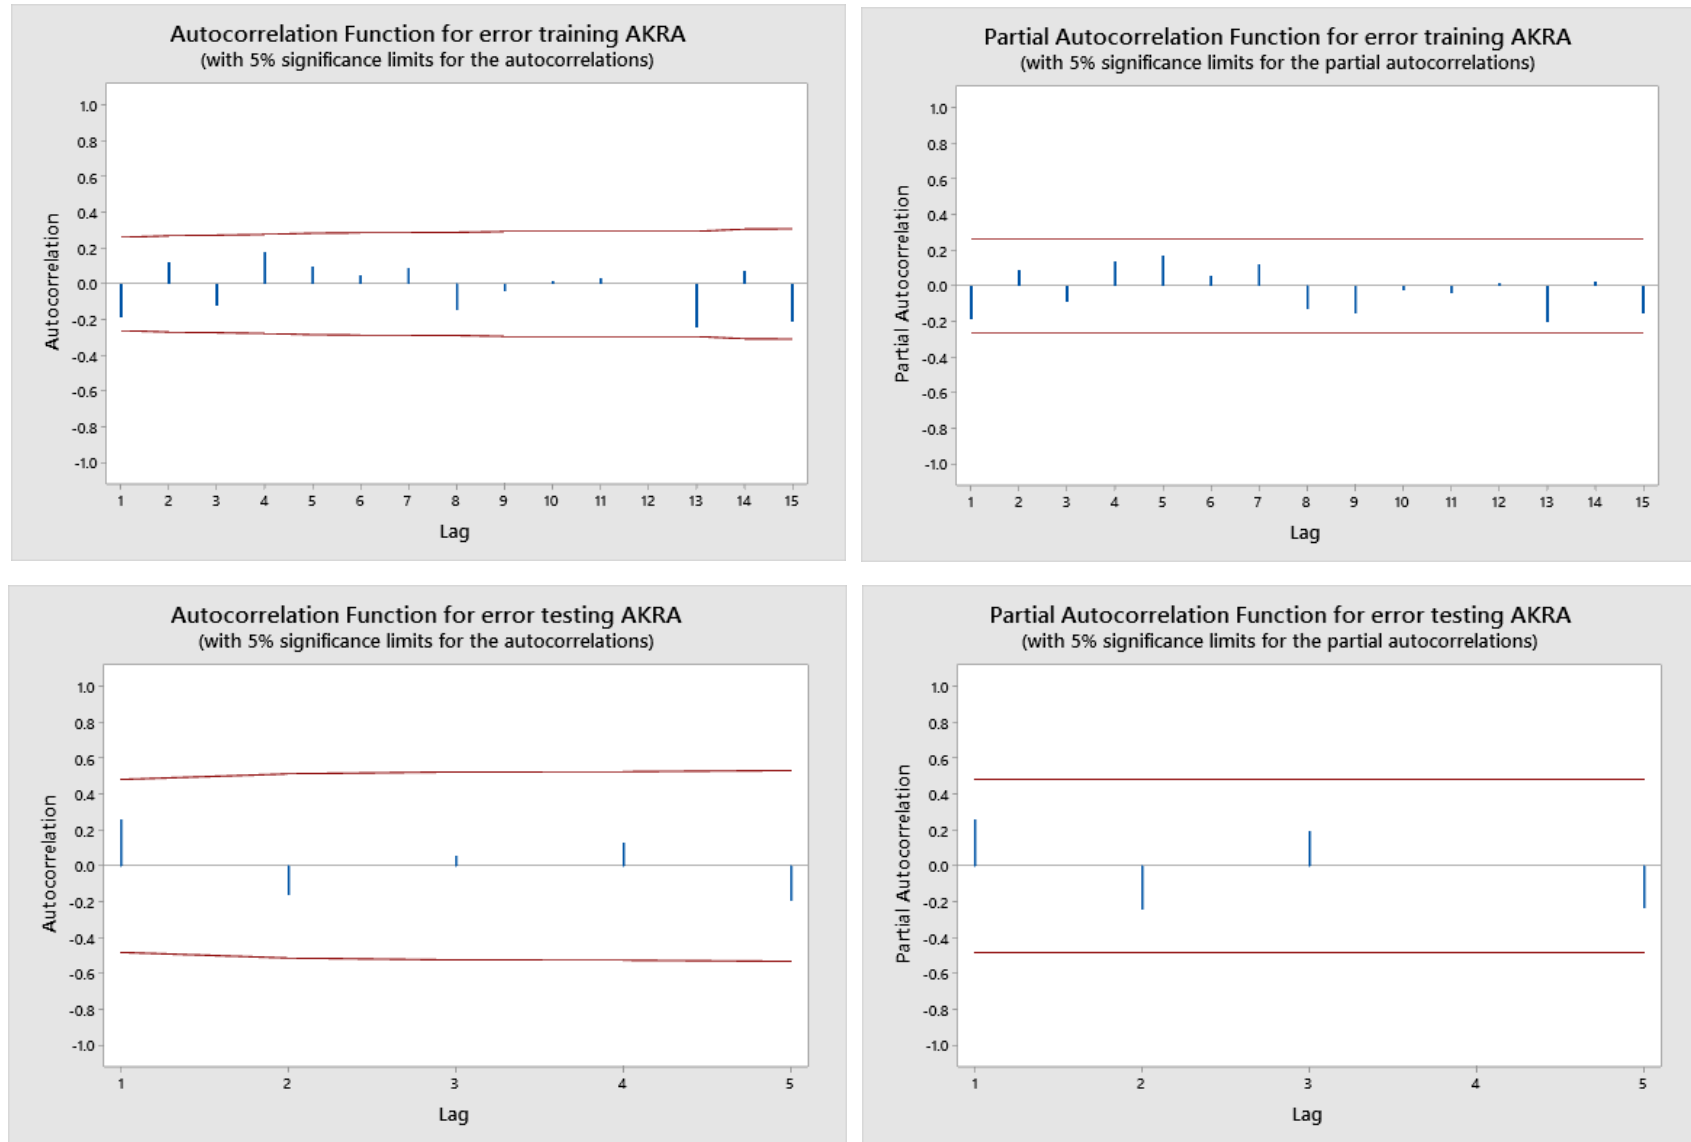 Autocorrelation Function for error training AKRA
(with 5% significance limits for the autocorrelations)
1.0
0.8
0.6
0.4
0.2
0.0
-0.2
-0.4
-0.6
-0.8
-1.0
Autocorrelation
1 2 3 4 5 6 7 8 9 10 11 12 13 14 15
Lag
Partial Autocorrelation Function for error training AKRA
(with 5% significance limits for the partial autocorrelations)
1.0
0.8
0.6
0.4
0.2
0.0
-0.2
-0.4
-0.6
-0.8
-1.0
Partial Autocorrelation
1 2 3 4 5 6 7 8 9 10 11 12 13 14 15
Lag
Autocorrelation Function for error testing AKRA
(with 5% significance limits for the autocorrelations)
1.0
0.8
0.6
0.4
0.2
0.0
-0.2
-0.4
-0.6
-0.8
-1.0
Autocorrelation
1 2 3 4 5
Lag
Partial Autocorrelation Function for error testing AKRA
(with 5% significance limits for the partial autocorrelations)
1.0
0.8
0.6
0.4
0.2
0.0
-0.2
-0.4
-0.6
-0.8
-1.0
Partial Autocorrelation
1 2 3 4 5
Lag